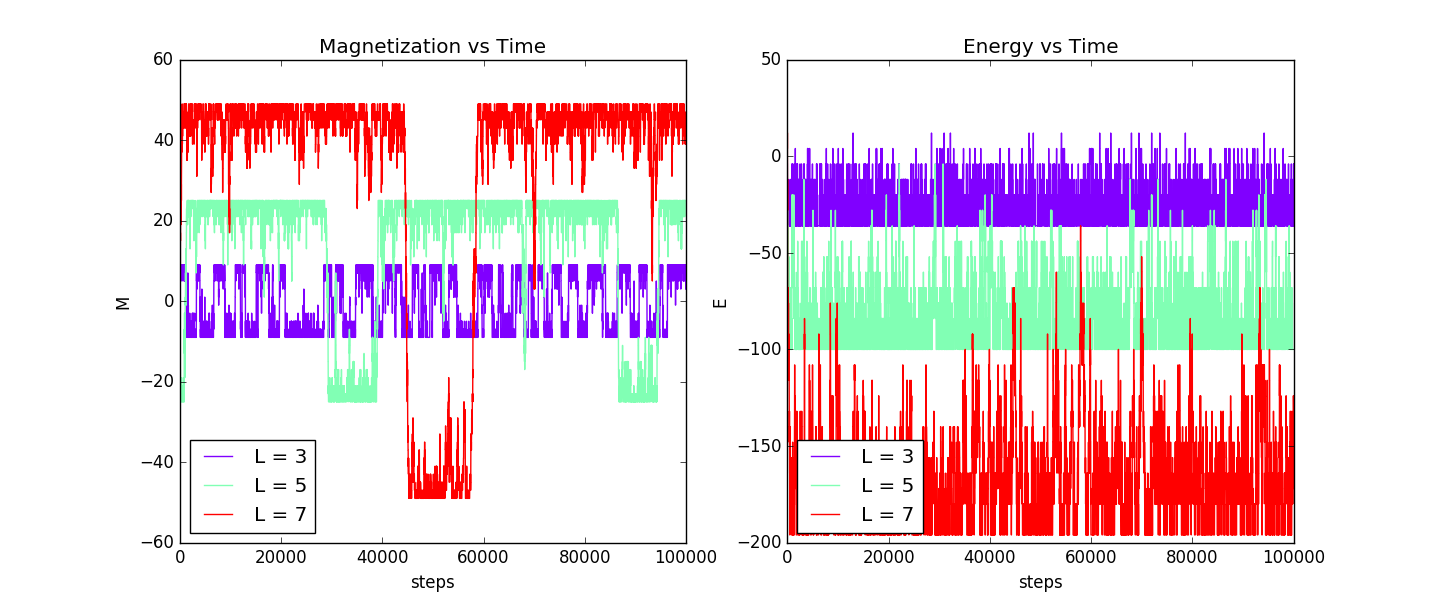 Magnetization vs Time
60
40
20
0
−20
−40
−60
M
L = 3
L = 5
L = 7
0 20000 40000 60000 80000 100000
steps
Energy vs Time
50
0
−50
−100
−150
−200
E
L = 3
L = 5
L = 7
0 20000 40000 60000 80000 100000
steps